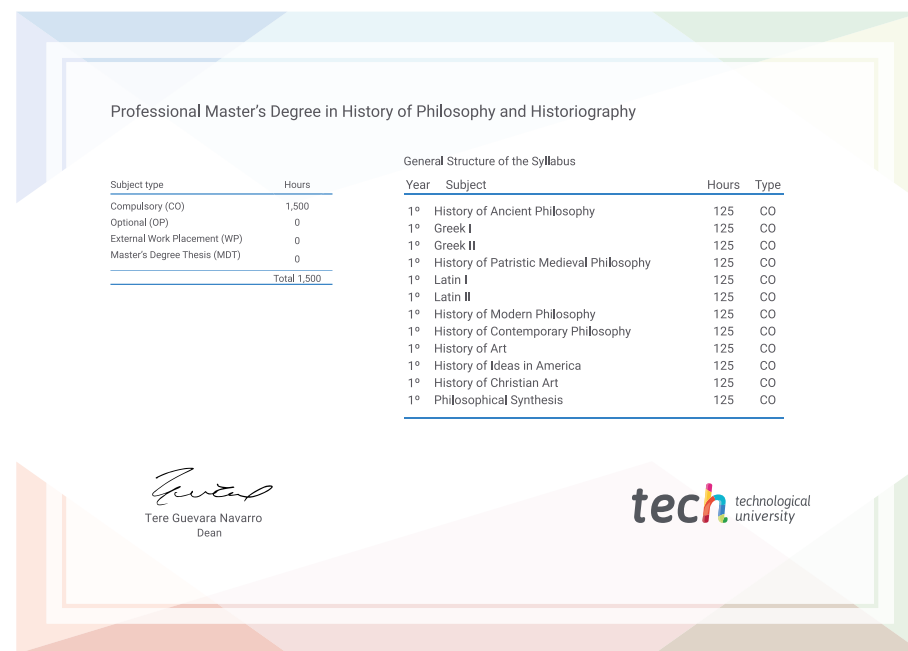 Professional Master's Degree in History of Philosophy and Historiography
Subject type Hours
Compulsory (CO) 1,500
Optional (OP) 0
External Work Placement (WP) 0
Master's Degree Thesis (MDT) 0
Total 1,500
General Structure of the Syllabus
Year Subject Hours Type
1º History of Ancient Philosophy 125 CO
1º Greek I 125 CO
1º Greek II 125 CO
1º History of Patristic Medieval Philosophy 125 CO
1º Latin I 125 CO
1º Latin II 125 CO
1º History of Modern Philosophy 125 CO
1º History of Contemporary Philosophy 125 CO
1º History of Art 125 CO
1º History of Ideas in America 125 CO
1º History of Christian Art 125 CO
1º Philosophical Synthesis 125 CO
Tere Guevara Navarro
Dean
tech technological
university